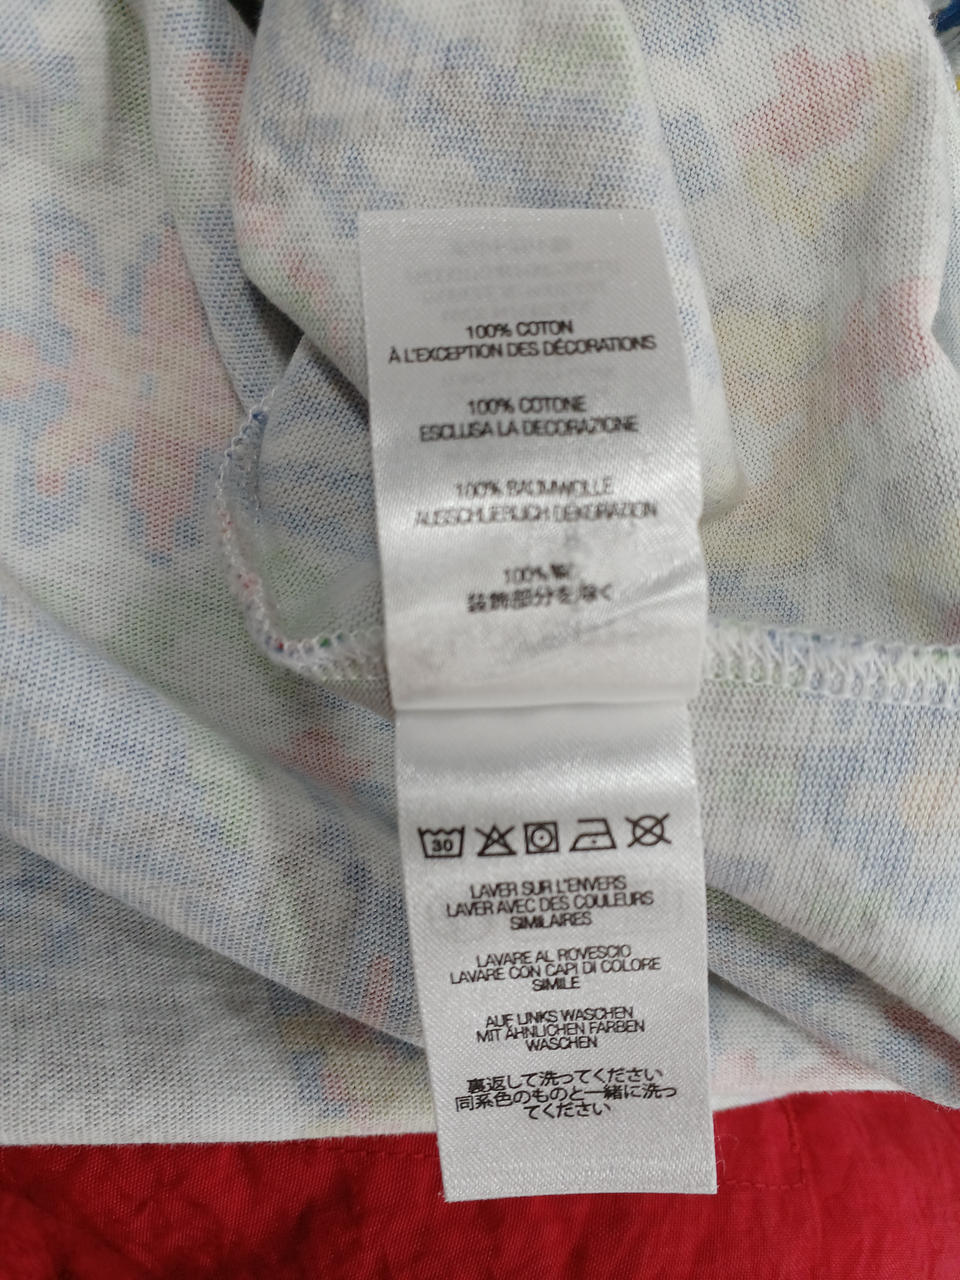 100% COTON
À L'EXCEPTION DES DÉCORATIONS
100% COTONE
ESCLUSA LA DECORAZIONE
100% BAUMWOLLE
AUSSCHLIEßLICH DEKORATION
100% 綿
装飾部分を除く
30
LAVER SUR L'ENVERS
LAVER AVEC DES COULEURS
SIMILAIRES
LAVARE AL ROVESCIO
LAVARE CON CAPI DI COLORE
SIMILE
AUF LINKS WASCHEN
MIT ÄHNLICHEN FARBEN
WASCHEN
裏返して洗ってください
同系色のものと一緒に洗っ
てください